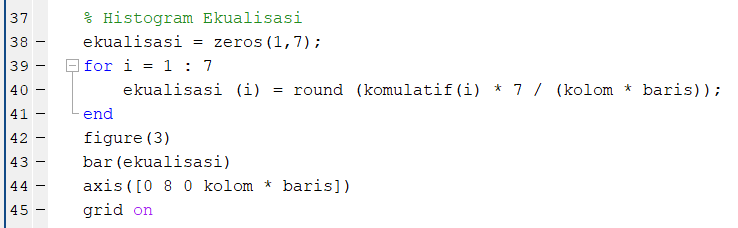 37 % Histogram Ekualisasi
38 – ekualisasi = zeros(1,7);
39 – for i = 1 : 7
40 – ekualisasi (i) = round (komulatif(i) * 7 / (kolom * baris));
41 – end
42 – figure(3)
43 – bar(ekualisasi)
44 – axis([0 8 0 kolom * baris])
45 – grid on